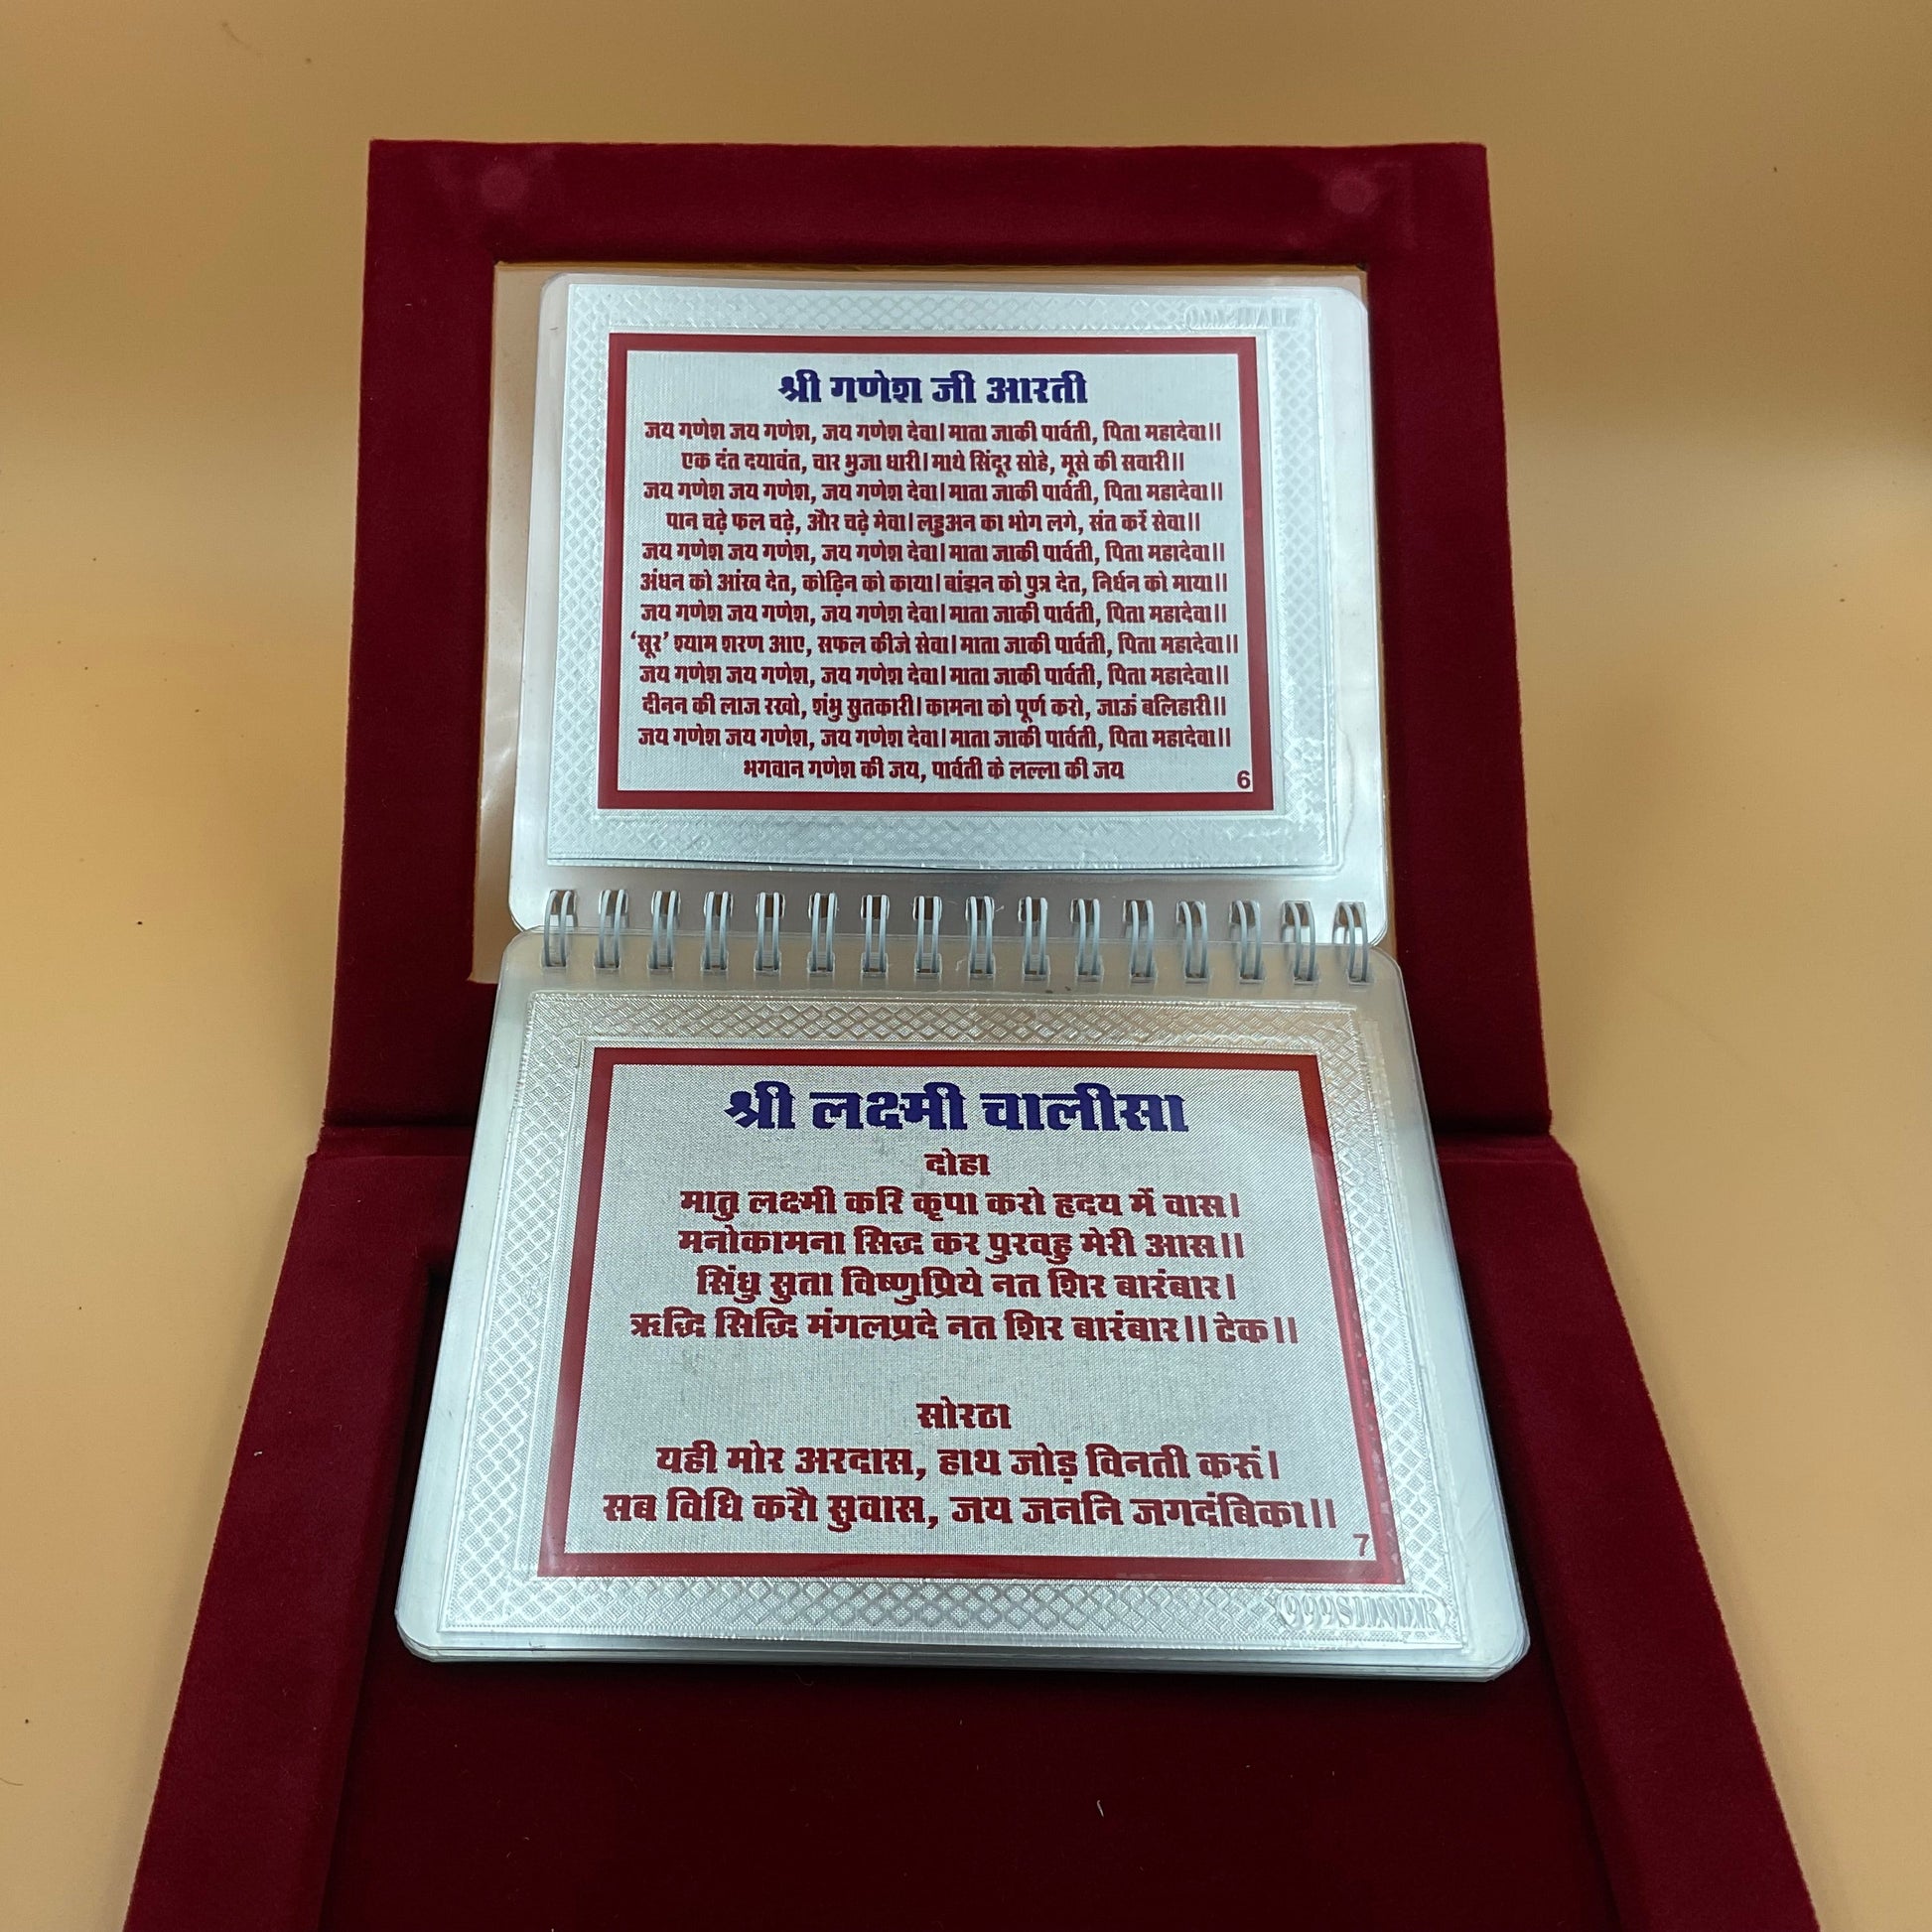 श्री गणेश जी आरती
जय गणेश जय गणेश, जय गणेश देवा। माता जाकी पार्वती, पिता महादेवा।।
एक दंत दयावंत, चार भुजा धारी। माथे सिंदूर सोहे, मूसे की सवारी।।
जय गणेश जय गणेश, जय गणेश देवा। माता जाकी पार्वती, पिता महादेवा।।
पान चढ़े फल चढ़े, और चढ़े मेवा। लड्डुअन का भोग लगे, संत करें सेवा।।
जय गणेश जय गणेश, जय गणेश देवा। माता जाकी पार्वती, पिता महादेवा।।
अंधन को आंख देत, कोढ़िन को काया। बांझन को पुत्र देत, निर्धन को माया।।
जय गणेश जय गणेश, जय गणेश देवा। माता जाकी पार्वती, पिता महादेवा।।
‘सूर’ श्याम शरण आए, सफल कीजे सेवा। माता जाकी पार्वती, पिता महादेवा।।
जय गणेश जय गणेश, जय गणेश देवा। माता जाकी पार्वती, पिता महादेवा।।
दीनन की लाज रखो, शंभु सुतकारी। कामना को पूर्ण करो, जाऊं बलिहारी।।
जय गणेश जय गणेश, जय गणेश देवा। माता जाकी पार्वती, पिता महादेवा।।
भगवान गणेश की जय, पार्वती के लल्ला की जय
6
श्री लक्ष्मी चालीसा
दोहा
मातु लक्ष्मी करि कृपा करो हृदय में वास।
मनोकामना सिद्ध कर पुरवहु मेरी आस।।
सिंधु सुता विष्णुप्रिये नत शिर बारंबार।
ऋद्धि सिद्धि मंगलप्रदे नत शिर बारंबार।। टेक।।
सोरठा
यही मोर अरदास, हाथ जोड़ विनती करूं।
सब विधि करौ सुवास, जय जननि जगदंबिका।।
7
999 SILVER